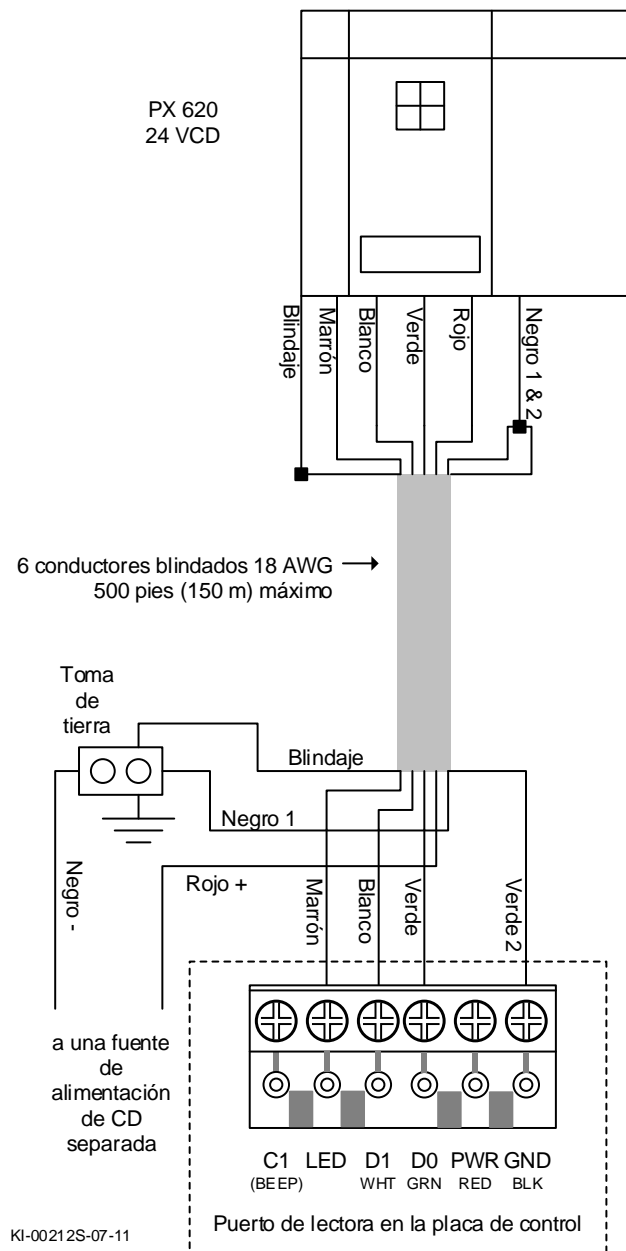 PX 620
24 VCD
Blindaje
Marrón
Blanco
Verde
Rojo
Negro 1 & 2
6 conductores blindados 18 AWG
500 pies (150 m) máximo
Toma
de
tierra
Blindaje
Negro 1
Negro -
Rojo +
Marrón
Blanco
Verde
Verde 2
a una fuente
de
alimentación
de CD
separada
C1 LED D1 D0 PWR GND
(BEEP) WHT GRN RED BLK
Puerto de lectora en la placa de control
KI-00212S-07-11